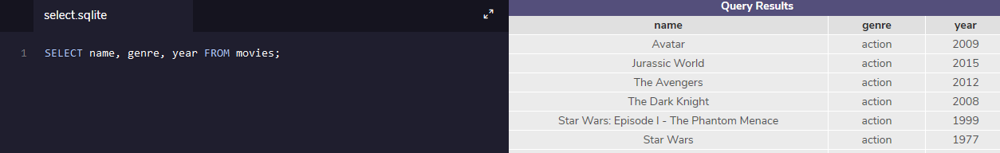 select.sqlite
1 SELECT name, genre, year FROM movies;
Query Results
name genre year
Avatar action 2009
Jurassic World action 2015
The Avengers action 2012
The Dark Knight action 2008
Star Wars: Episode I - The Phantom Menace action 1999
Star Wars action 1977